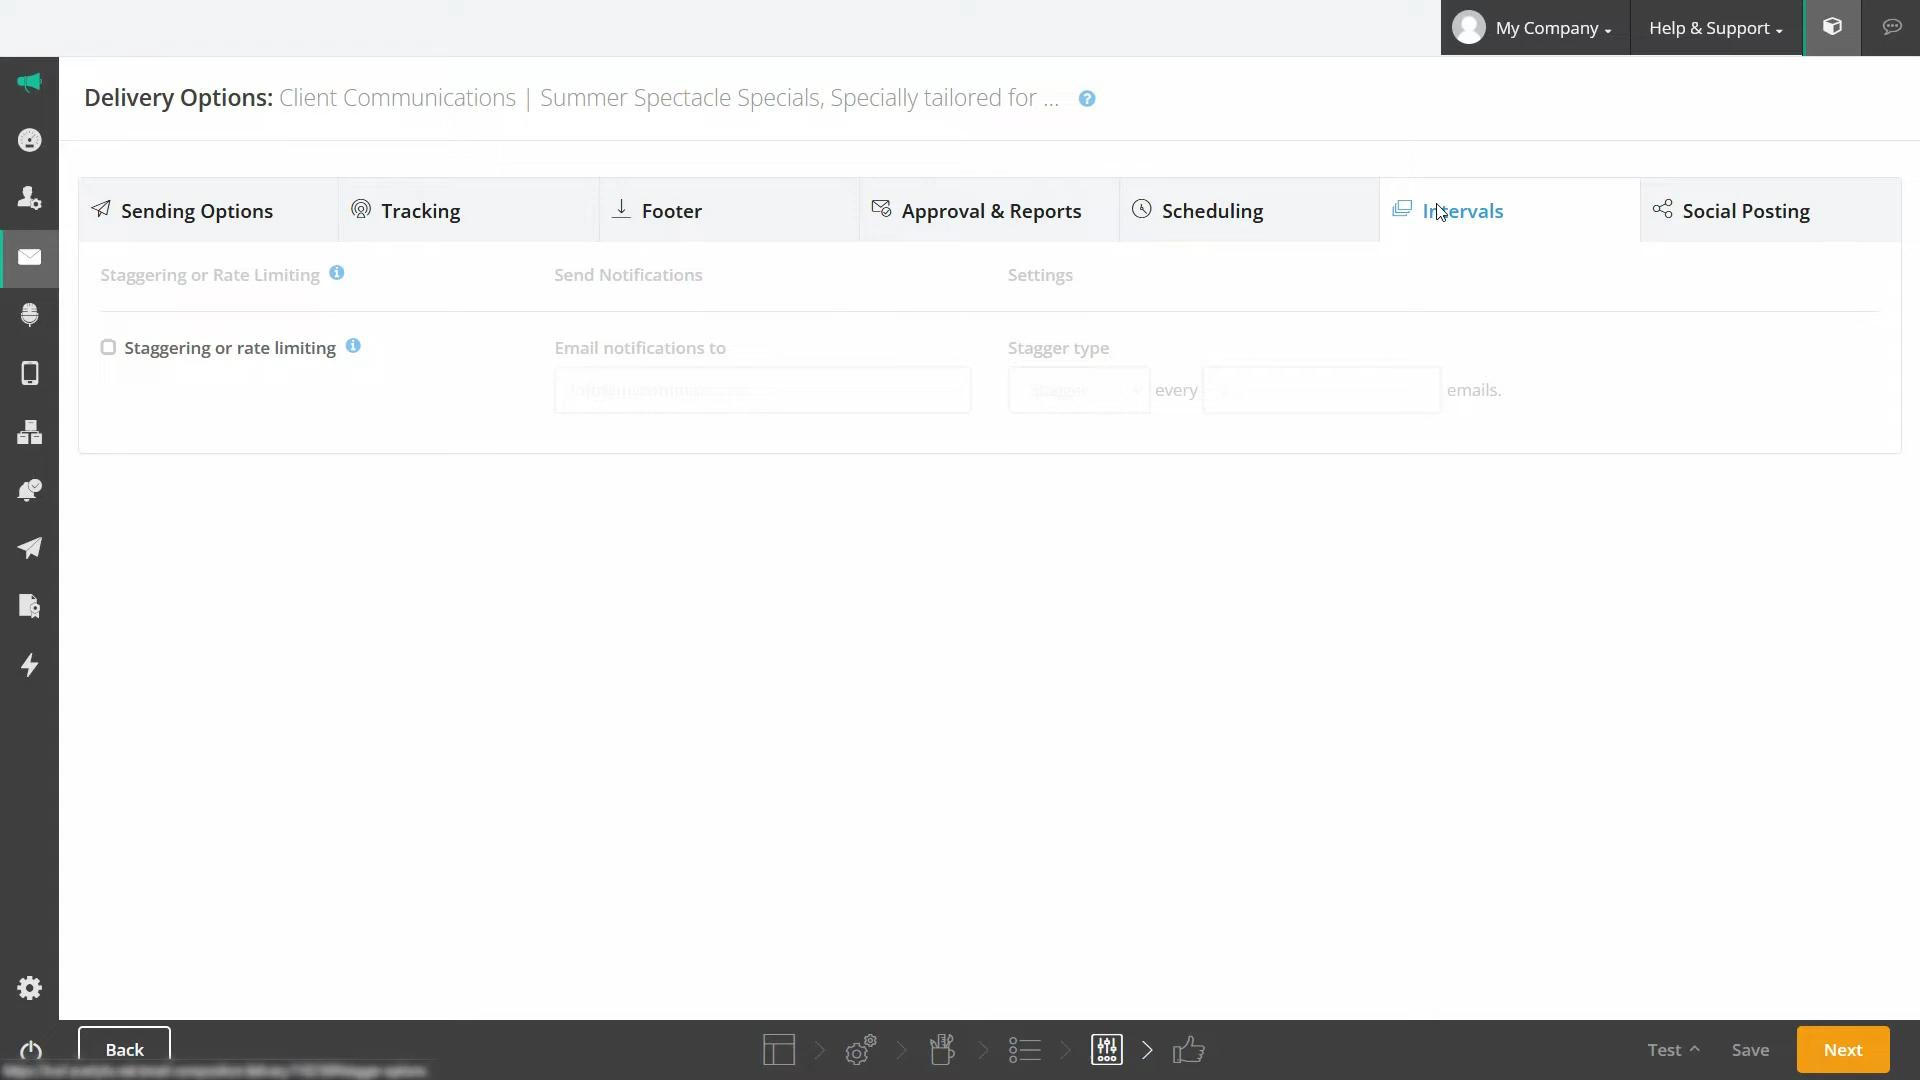 My Company
Help & Support
Delivery Options: Client Communications | Summer Spectacle Specials, Specially tailored for ...
Sending Options
Tracking
Footer
Approval & Reports
Scheduling
Intervals
Social Posting
Staggering or Rate Limiting
Send Notifications
Settings
Staggering or rate limiting
Email notifications to
Stagger type
Stagger
every
emails.
Back
Test
Save
Next